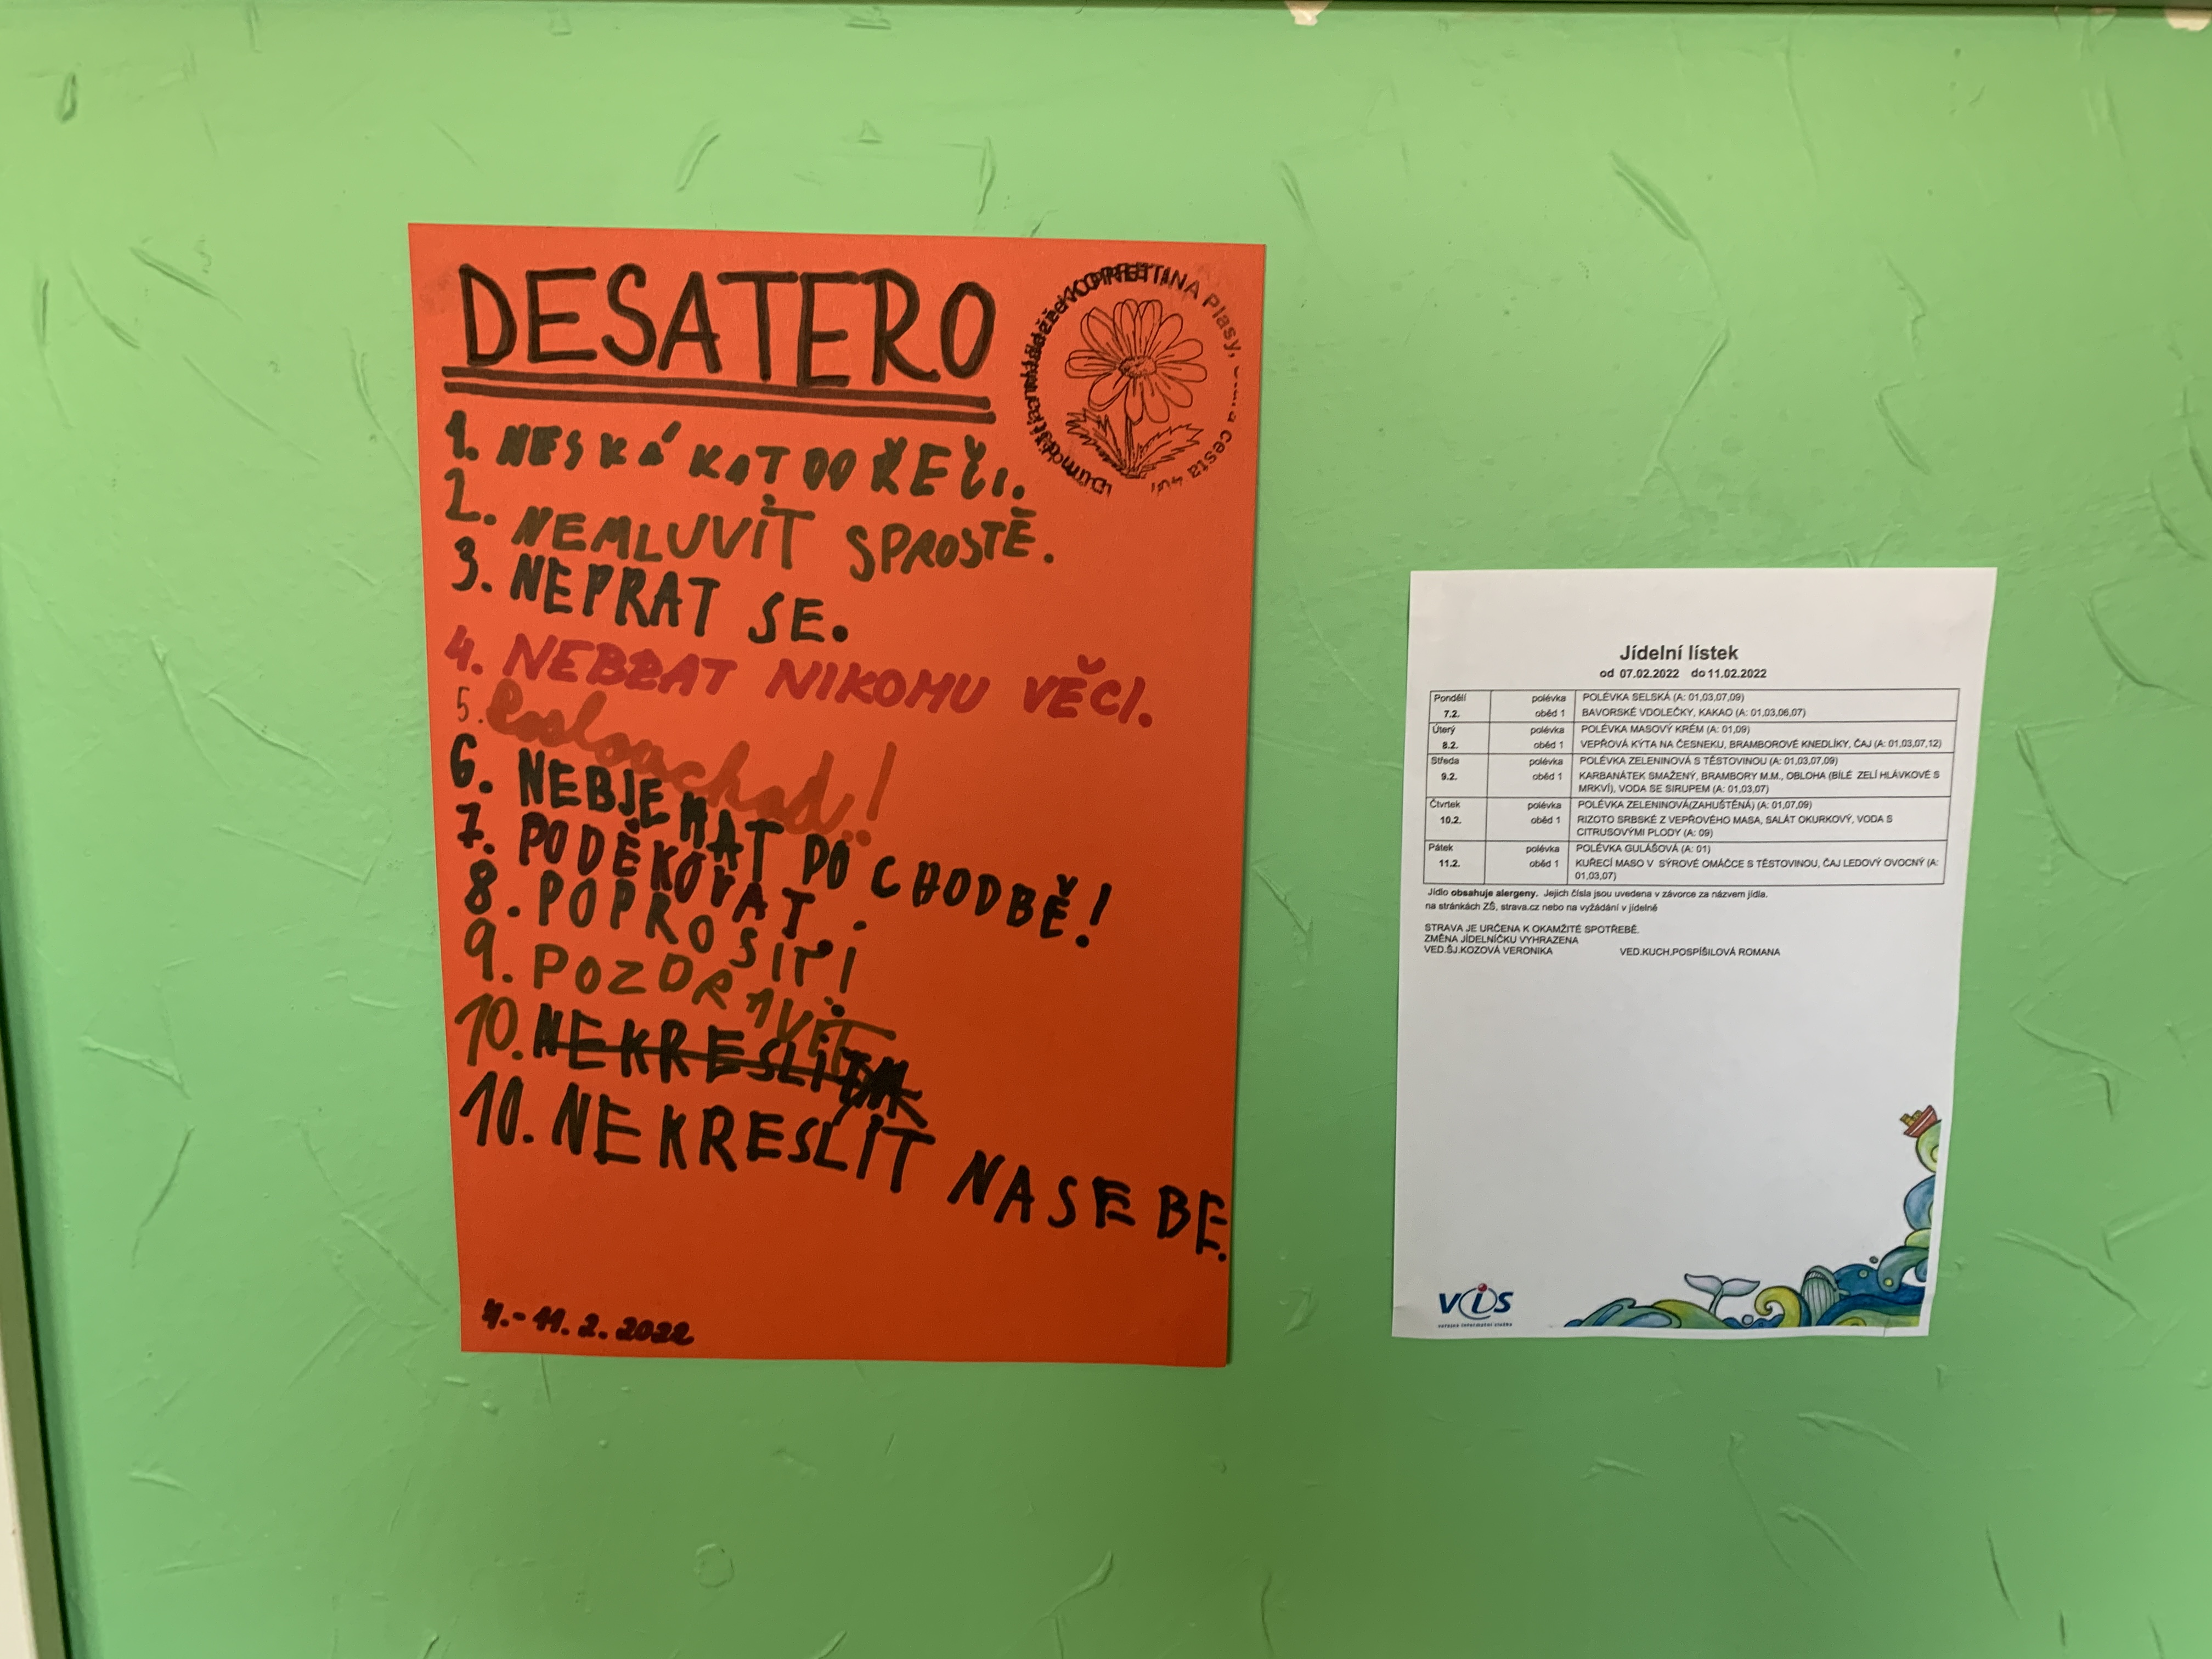 DESATERO
1. NESKÁKAT DO ŘEČI.
2. NEMLUVIT SPROSTĚ.
3. NEPRAT SE.
4. NEBRAT NIKOMU VĚCI.
5.
6. NEBJEHAT PO CHODBĚ!
7. PODĚKOVAT.
8. POPROSIT!
9. POZDRAVIT
10. NEKRESLIT
10. NEKRESLIT NA SEBE.
11. 2. 2022
KOPRETINA Plasy, cesta
Jídelní lístek
od 07.02.2022 do 11.02.2022
Pondělí polévka POLÉVKA SELSKÁ (A: 01,03,07,09)
7.2. oběd 1 BAVORSKÉ VDOLEČKY, KAKAO (A: 01,03,06,07)
Úterý polévka POLÉVKA MASOVÝ KRÉM (A: 01,09)
8.2. oběd 1 VEPŘOVÁ KÝTA NA ČESNEKU, BRAMBOROVÉ KNEDLÍKY, ČAJ (A: 01,03,07,12)
Středa polévka POLÉVKA ZELENINOVÁ S TĚSTOVINOU (A: 01,03,07,09)
9.2. oběd 1 KARBANÁTEK SMAŽENÝ, BRAMBORY M.M., OBLOHA (BÍLÉ ZELÍ HLÁVKOVÉ S
MRKVÍ), VODA SE SIRUPEM (A: 01,03,07)
Čtvrtek polévka POLÉVKA ZELENINOVÁ(ZAHUŠTĚNÁ) (A: 01,07,09)
10.2. oběd 1 RIZOTO SRBSKÉ Z VEPŘOVÉHO MASA, SALÁT OKURKOVÝ, VODA S
CITRUSOVÝMI PLODY (A: 09)
Pátek polévka POLÉVKA GULÁŠOVÁ (A: 01)
11.2. oběd 1 KUŘECÍ MASO V SÝROVÉ OMÁČCE S TĚSTOVINOU, ČAJ LEDOVÝ OVOCNÝ (A:
01,03,07)
Jídlo obsahuje alergeny. Jejich čísla jsou uvedena v závorce za názvem jídla.
na stránkách ZŠ, strava.cz nebo na vyžádání v jídelně
STRAVA JE URČENA K OKAMŽITÉ SPOTŘEBĚ.
ZMĚNA JÍDELNÍČKU VYHRAZENA
VED.ŠJ.KOZOVÁ VERONIKA VED.KUCH.POSPÍŠILOVÁ ROMANA
VIS